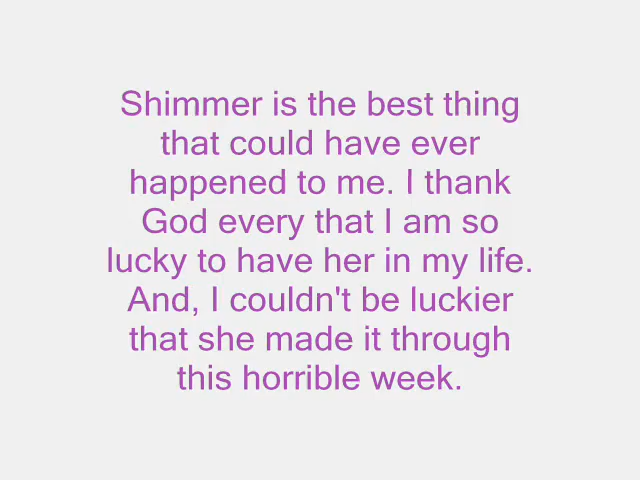 Shimmer is the best thing
that could have ever
happened to me. I thank
God every that I am so
lucky to have her in my life.
And, I couldn't be luckier
that she made it through
this horrible week.